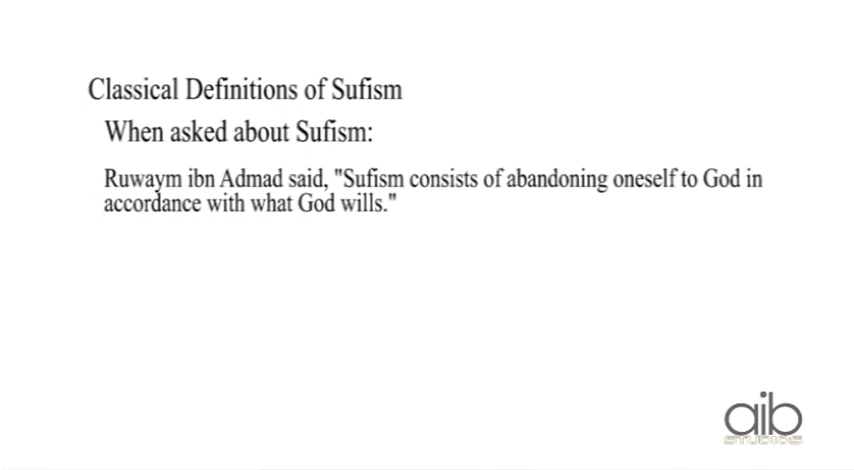 Classical Definitions of Sufism
When asked about Sufism:
Ruwaym ibn Admad said, "Sufism consists of abandoning oneself to God in
accordance with what God wills."
aib
STUDIOS